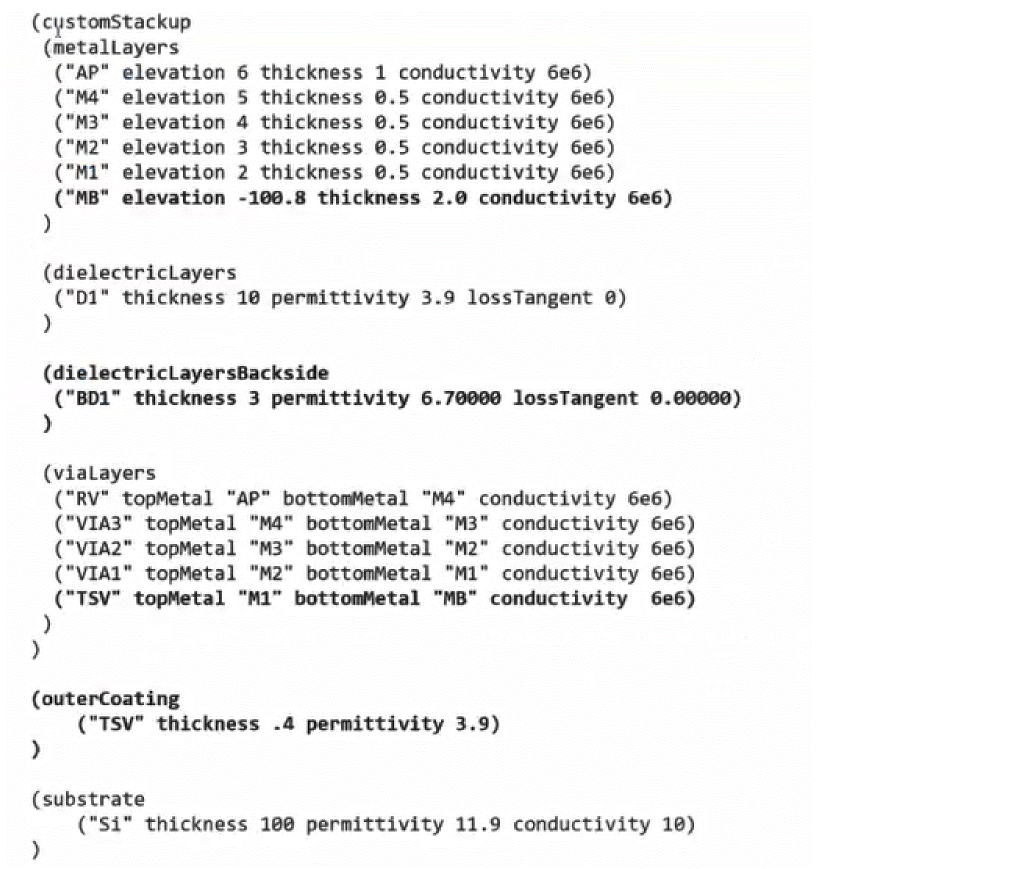 (customStackup
(metalLayers
("AP" elevation 6 thickness 1 conductivity 6e6)
("M4" elevation 5 thickness 0.5 conductivity 6e6)
("M3" elevation 4 thickness 0.5 conductivity 6e6)
("M2" elevation 3 thickness 0.5 conductivity 6e6)
("M1" elevation 2 thickness 0.5 conductivity 6e6)
("MB" elevation -100.8 thickness 2.0 conductivity 6e6)
)
(dielectricLayers
("D1" thickness 10 permittivity 3.9 lossTangent 0)
)
(dielectricLayersBackside
("BD1" thickness 3 permittivity 6.70000 lossTangent 0.00000)
)
(viaLayers
("RV" topMetal "AP" bottomMetal "M4" conductivity 6e6)
("VIA3" topMetal "M4" bottomMetal "M3" conductivity 6e6)
("VIA2" topMetal "M3" bottomMetal "M2" conductivity 6e6)
("VIA1" topMetal "M2" bottomMetal "M1" conductivity 6e6)
("TSV" topMetal "M1" bottomMetal "MB" conductivity  6e6)
)
)
(outerCoating
("TSV" thickness .4 permittivity 3.9)
)
(substrate
("Si" thickness 100 permittivity 11.9 conductivity 10)
)